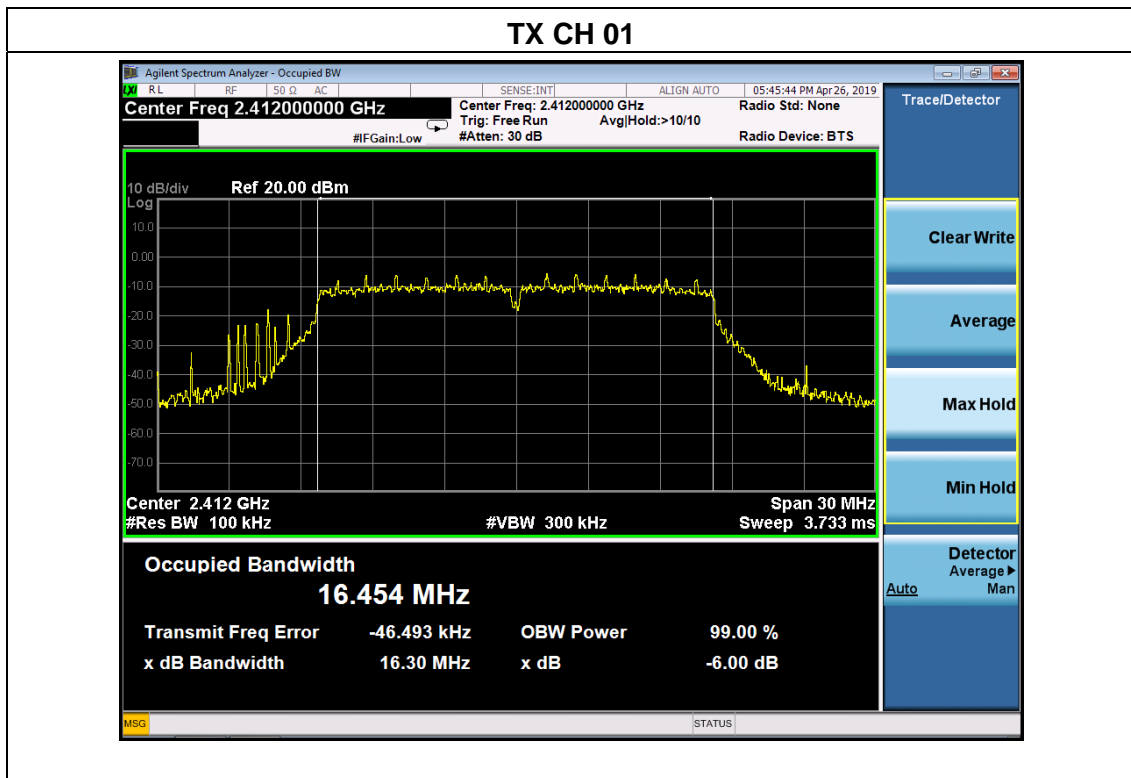 TX CH 01
Agilent Spectrum Analyzer - Occupied BW
LXI RL RF 50 Ω AC SENSE:INT ALIGN AUTO 05:45:44 PM Apr 26, 2019
Center Freq 2.412000000 GHz
Center Freq: 2.412000000 GHz
Radio Std: None
Trig: Free Run Avg|Hold:>10/10
#IFGain:Low #Atten: 30 dB
Radio Device: BTS
10 dB/div Ref 20.00 dBm
Log
10.0
0.00
-10.0
-20.0
-30.0
-40.0
-50.0
-60.0
-70.0
Center 2.412 GHz Span 30 MHz
#Res BW 100 kHz #VBW 300 kHz Sweep 3.733 ms
Occupied Bandwidth
16.454 MHz
Transmit Freq Error -46.493 kHz OBW Power 99.00 %
x dB Bandwidth 16.30 MHz x dB -6.00 dB
Trace/Detector
Clear Write
Average
Max Hold
Min Hold
Detector
Average▶
Auto Man
MSG STATUS